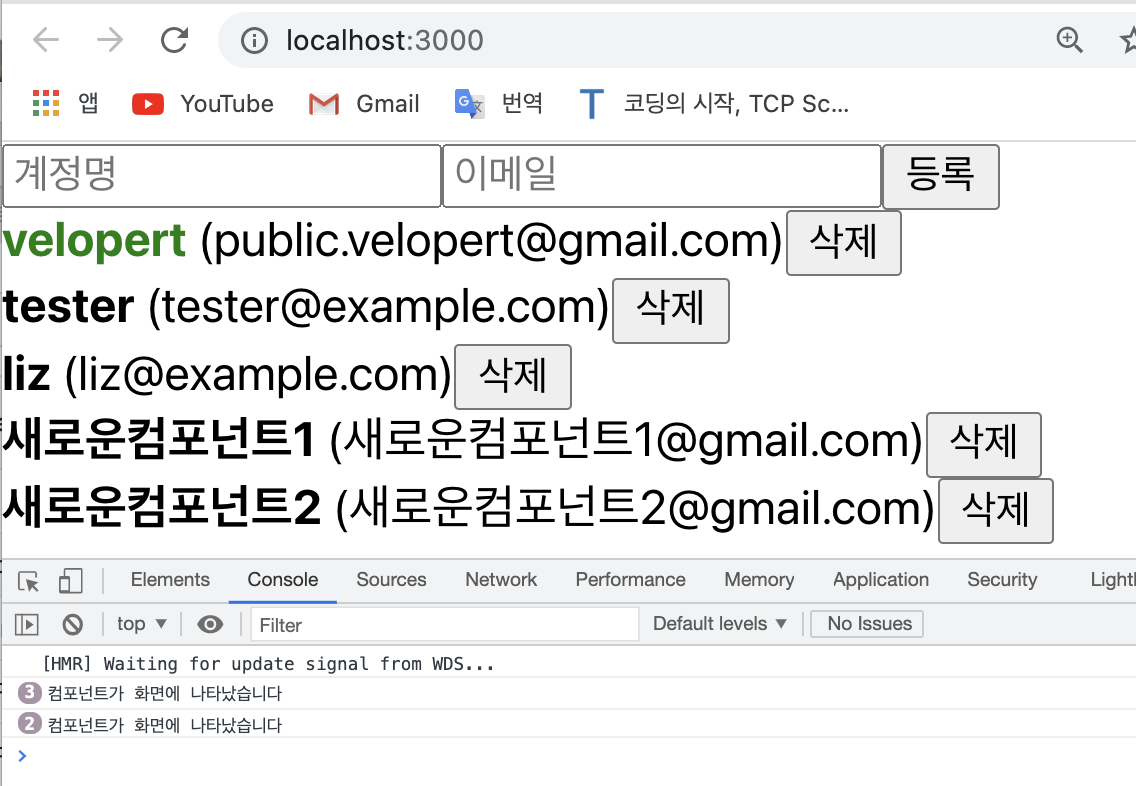 localhost:3000
앱 YouTube Gmail 번역 코딩의 시작, TCP Sc...
계정명 이메일 등록
velopert (public.velopert@gmail.com) 삭제
tester (tester@example.com) 삭제
liz (liz@example.com) 삭제
새로운컴포넌트1 (새로운컴포넌트1@gmail.com) 삭제
새로운컴포넌트2 (새로운컴포넌트2@gmail.com) 삭제
Elements Console Sources Network Performance Memory Application Security Lighth
top Filter Default levels No Issues
[HMR] Waiting for update signal from WDS...
3 컴포넌트가 화면에 나타났습니다
2 컴포넌트가 화면에 나타났습니다